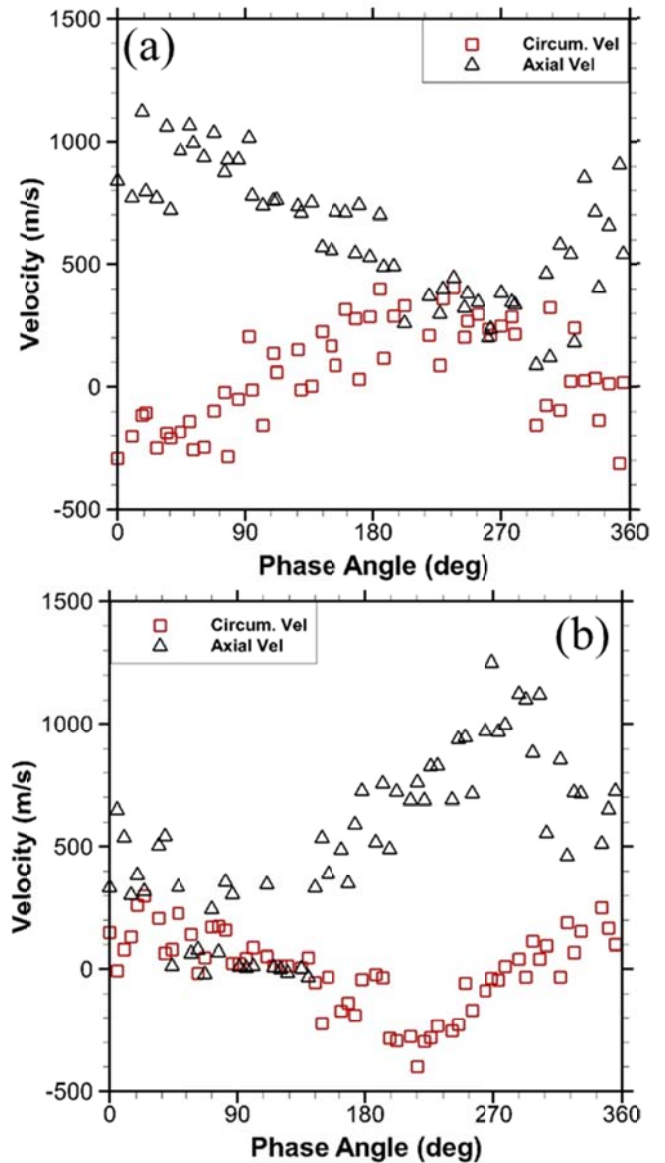 (a)
Circum. Vel
Axial Vel
1500
1000
500
0
-500
Velocity (m/s)
0 90 180 270 360
Phase Angle (deg)
(b)
Circum. Vel
Axial Vel
1500
1000
500
0
-500
Velocity (m/s)
0 90 180 270 360
Phase Angle (deg)